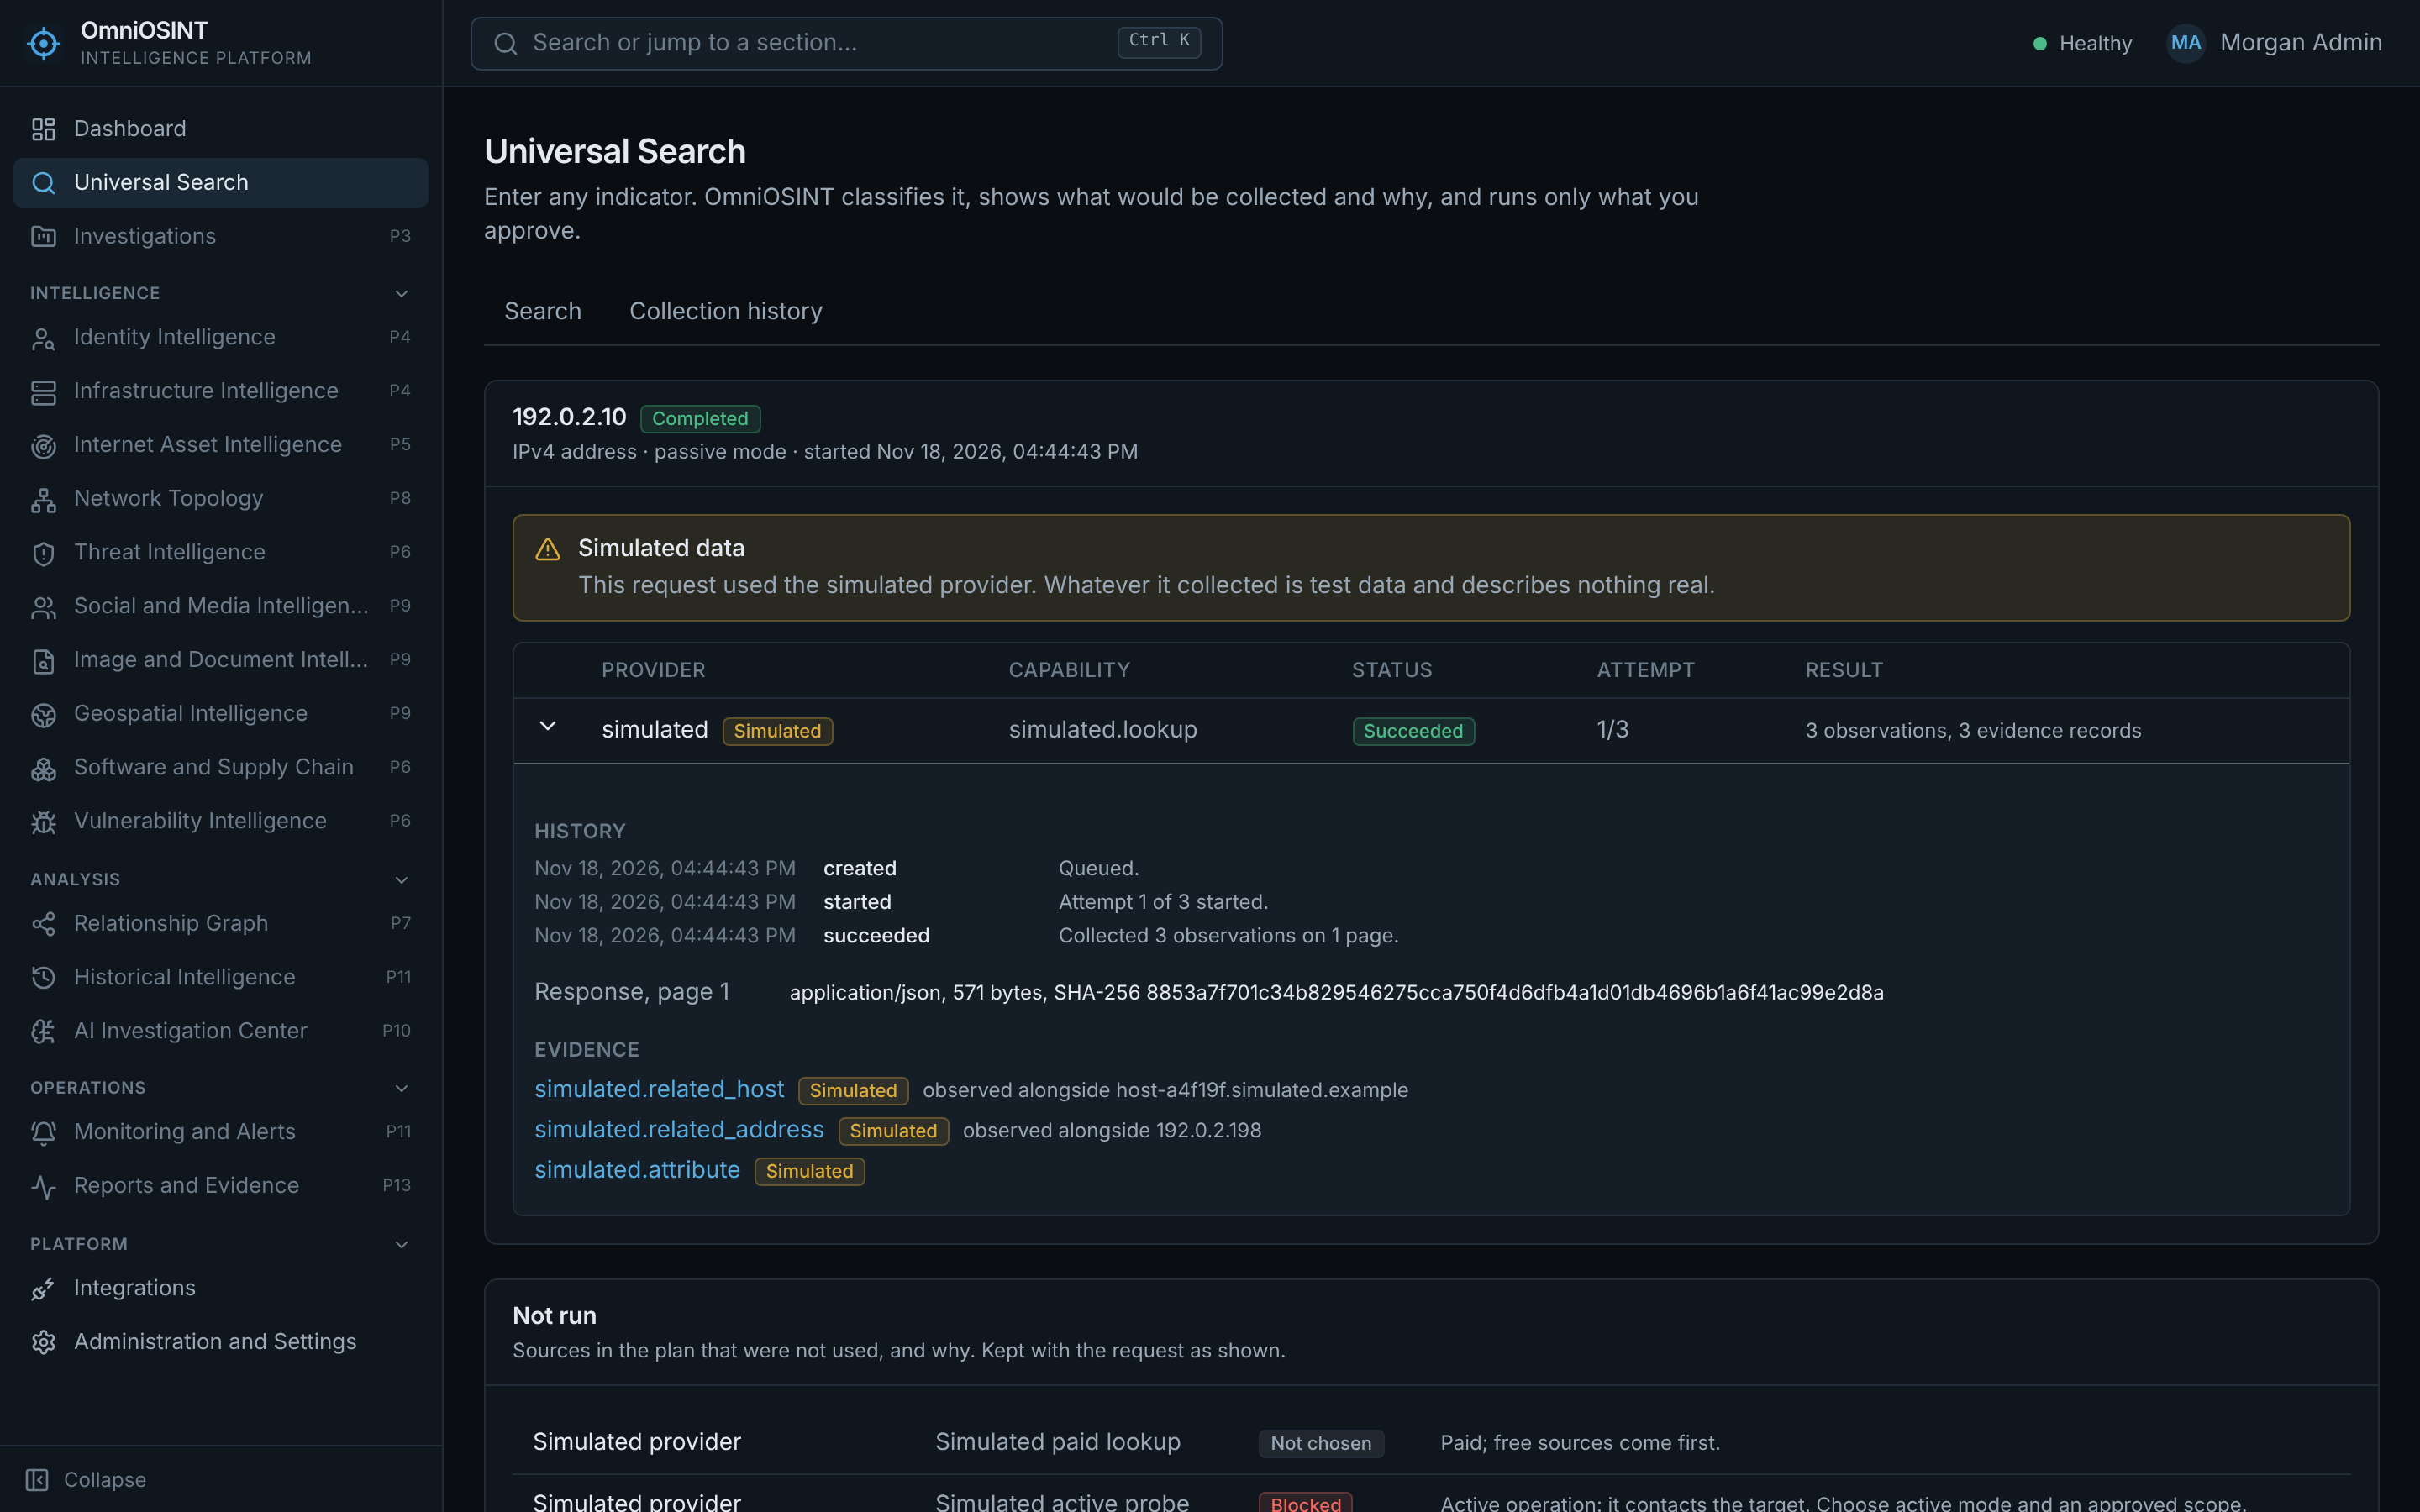 OmniOSINT
INTELLIGENCE PLATFORM
Search or jump to a section...
Ctrl K
Healthy
MA
Morgan Admin
Dashboard
Universal Search
Investigations P3
INTELLIGENCE
Identity Intelligence P4
Infrastructure Intelligence P4
Internet Asset Intelligence P5
Network Topology P8
Threat Intelligence P6
Social and Media Intelligen... P9
Image and Document Intell... P9
Geospatial Intelligence P9
Software and Supply Chain P6
Vulnerability Intelligence P6
ANALYSIS
Relationship Graph P7
Historical Intelligence P11
AI Investigation Center P10
OPERATIONS
Monitoring and Alerts P11
Reports and Evidence P13
PLATFORM
Integrations
Administration and Settings
Collapse
Universal Search
Enter any indicator. OmniOSINT classifies it, shows what would be collected and why, and runs only what you
approve.
Search Collection history
192.0.2.10 Completed
IPv4 address · passive mode · started Nov 18, 2026, 04:44:43 PM
Simulated data
This request used the simulated provider. Whatever it collected is test data and describes nothing real.
PROVIDER CAPABILITY STATUS ATTEMPT RESULT
simulated Simulated simulated.lookup Succeeded 1/3 3 observations, 3 evidence records
HISTORY
Nov 18, 2026, 04:44:43 PM created Queued.
Nov 18, 2026, 04:44:43 PM started Attempt 1 of 3 started.
Nov 18, 2026, 04:44:43 PM succeeded Collected 3 observations on 1 page.
Response, page 1 application/json, 571 bytes, SHA-256 8853a7f701c34b829546275cca750f4d6dfb4a1d01db4696b1a6f41ac99e2d8a
EVIDENCE
simulated.related_host Simulated observed alongside host-a4f19f.simulated.example
simulated.related_address Simulated observed alongside 192.0.2.198
simulated.attribute Simulated
Not run
Sources in the plan that were not used, and why. Kept with the request as shown.
Simulated provider Simulated paid lookup Not chosen Paid; free sources come first.
Simulated provider Simulated active probe Blocked Active operation: it contacts the target. Choose active mode and an approved scope.